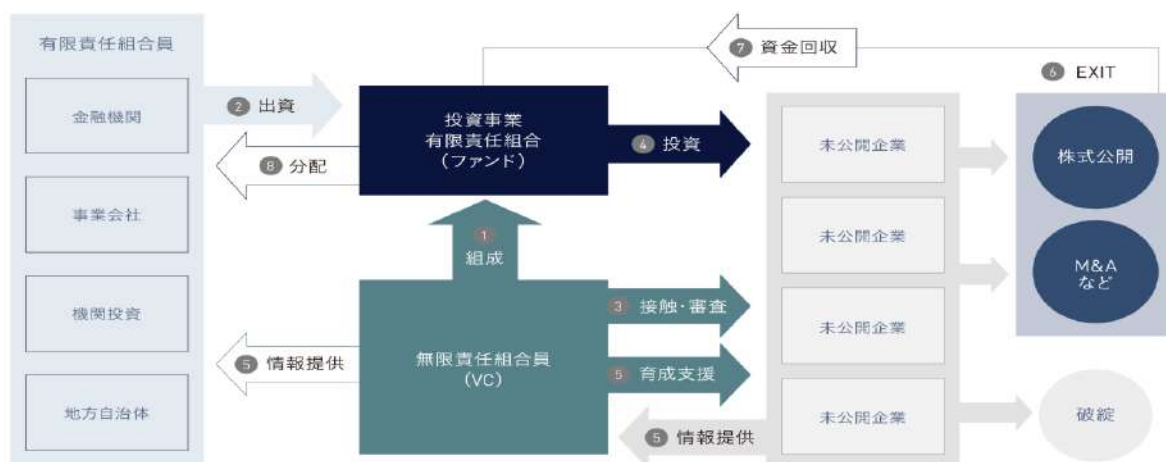 有限責任組合員
金融機関
事業会社
機関投資
地方自治体
2 出資
8 分配
5 情報提供
投資事業
有限責任組合
(ファンド)
1
組成
無限責任組合員
(VC)
7 資金回収
4 投資
3 接触・審査
5 育成支援
5 情報提供
未公開企業
未公開企業
未公開企業
未公開企業
6 EXIT
株式公開
M&A
など
破綻